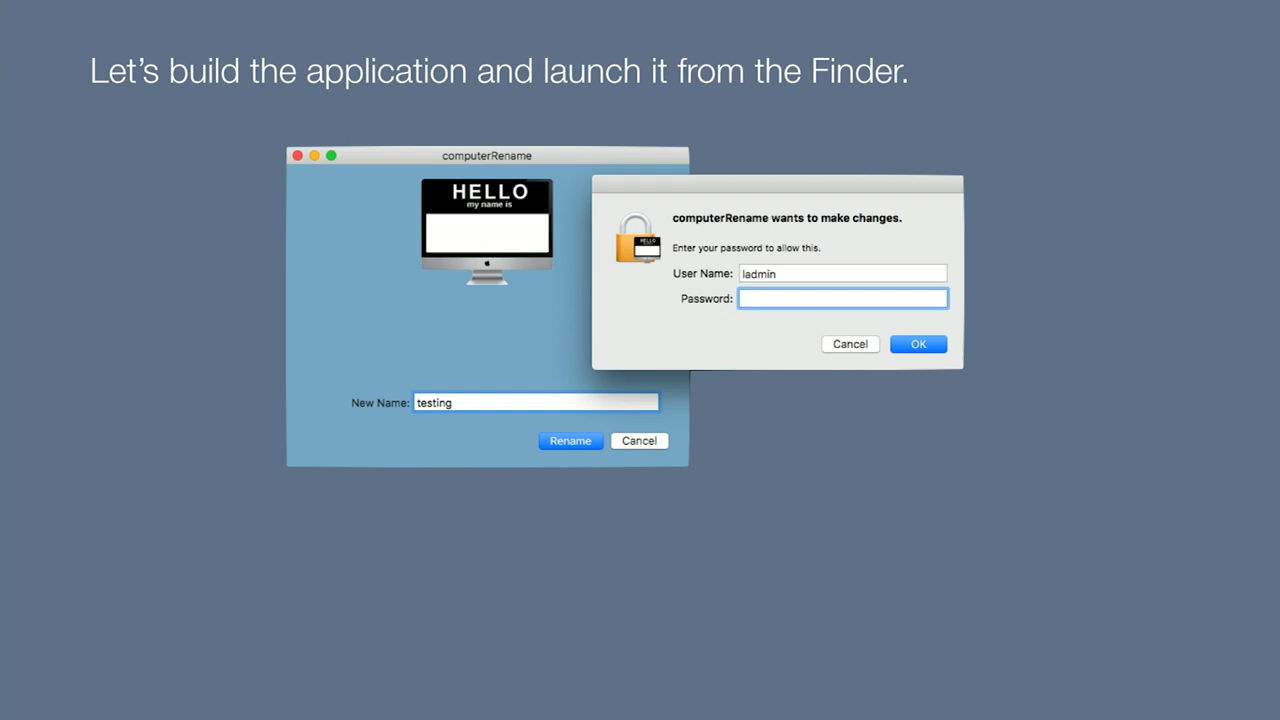 Let's build the application and launch it from the Finder.
computerRename
HELLO
my name is
New Name: testing
Rename
Cancel
computerRename wants to make changes.
HELLO
Enter your password to allow this.
User Name: ladmin
Password:
Cancel
OK